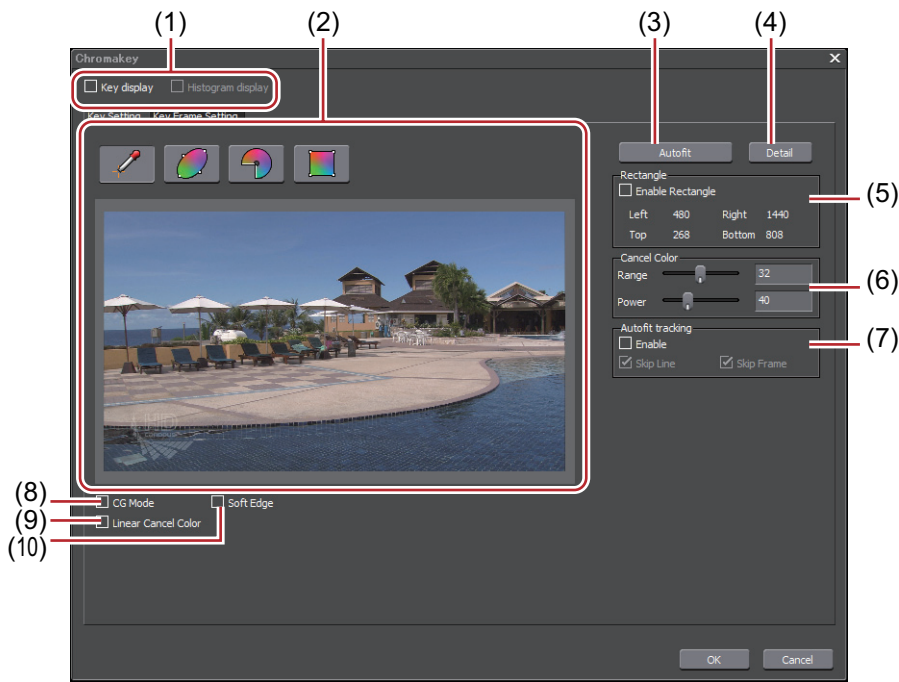 (1) (2) (3) (4)
Chromakey
Key display Histogram display
Key Setting Key Frame Setting
Autofit Detail
Rectangle
Enable Rectangle
Left 480 Right 1440
Top 268 Bottom 808
(5)
Cancel Color
Range 32
Power 40
(6)
Autofit tracking
Enable
Skip Line Skip Frame
(7)
(8) CG Mode Soft Edge
(9) Linear Cancel Color
(10)
OK Cancel